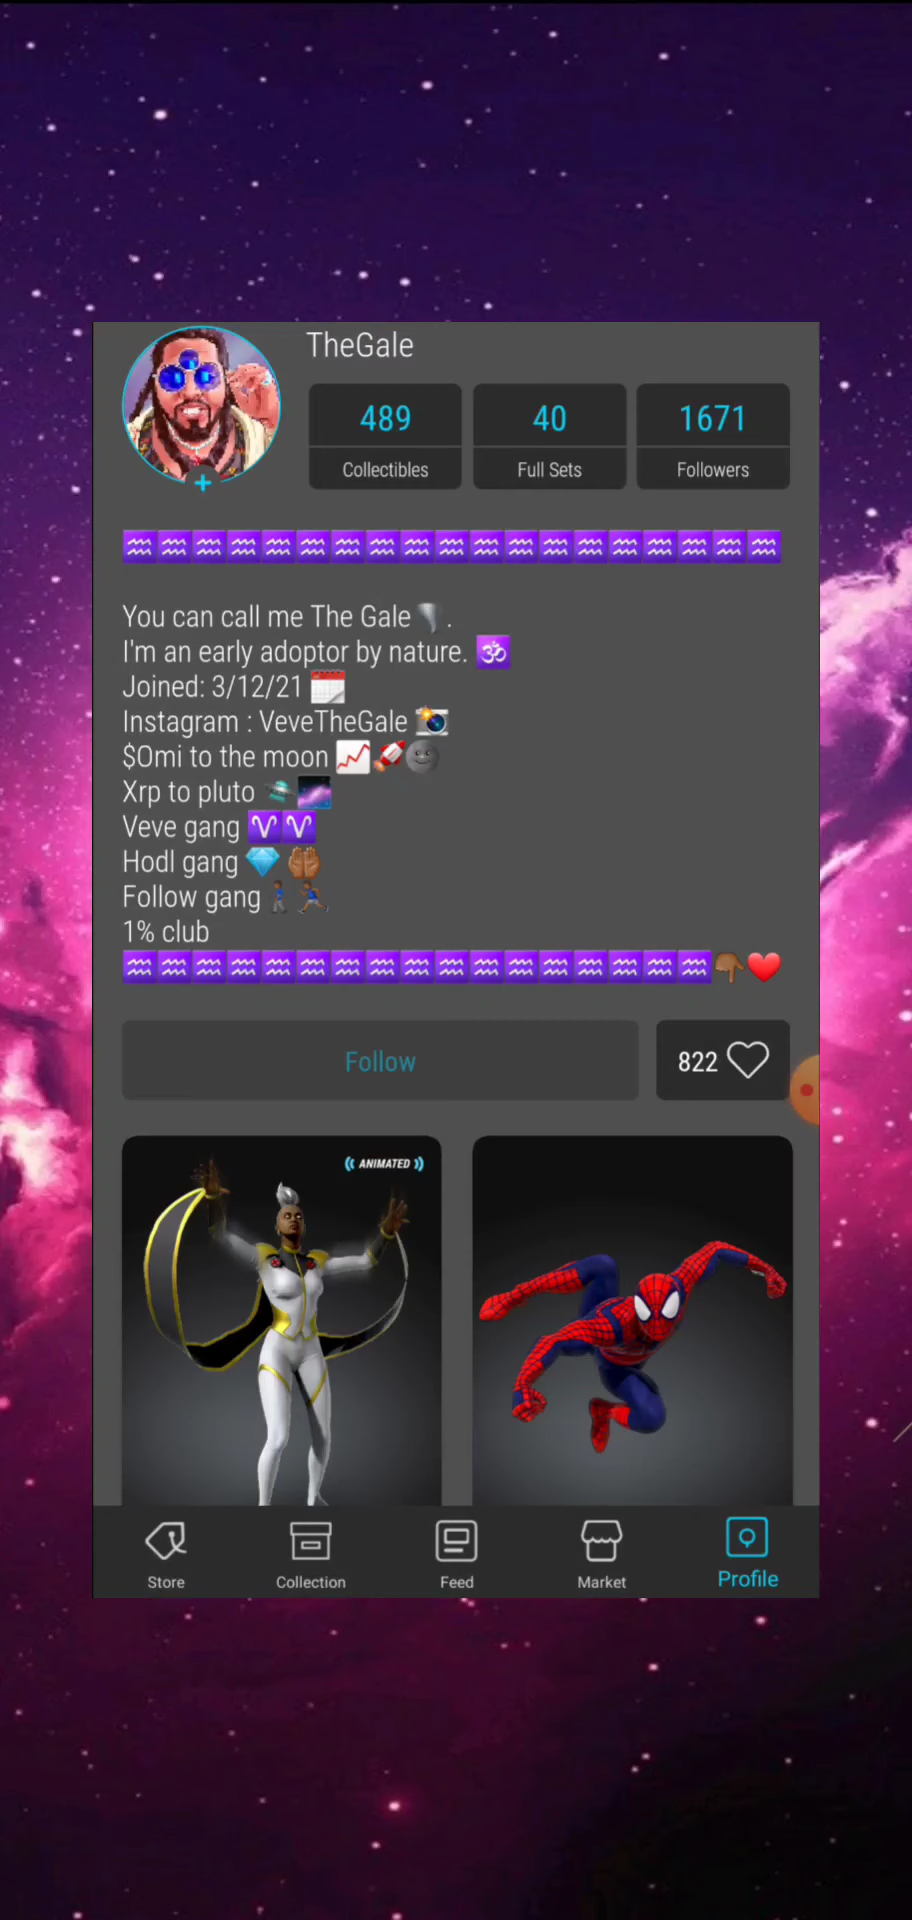 TheGale
489 40 1671
Collectibles Full Sets Followers
♒♒♒♒♒♒♒♒♒♒♒♒♒♒♒♒♒♒♒
You can call me The Gale🌪️.
I'm an early adoptor by nature. 🕉️
Joined: 3/12/21 🗓️
Instagram : VeveTheGale 📸
$Omi to the moon 📈🚀🌚
Xrp to pluto 🛸🌌
Veve gang ♈♈
Hodl gang 💎🤲🏾
Follow gang🚶🏾🏃🏾
1% club
♒♒♒♒♒♒♒♒♒♒♒♒♒♒♒♒♒👇🏾❤️
Follow 822
ANIMATED
Store Collection Feed Market Profile